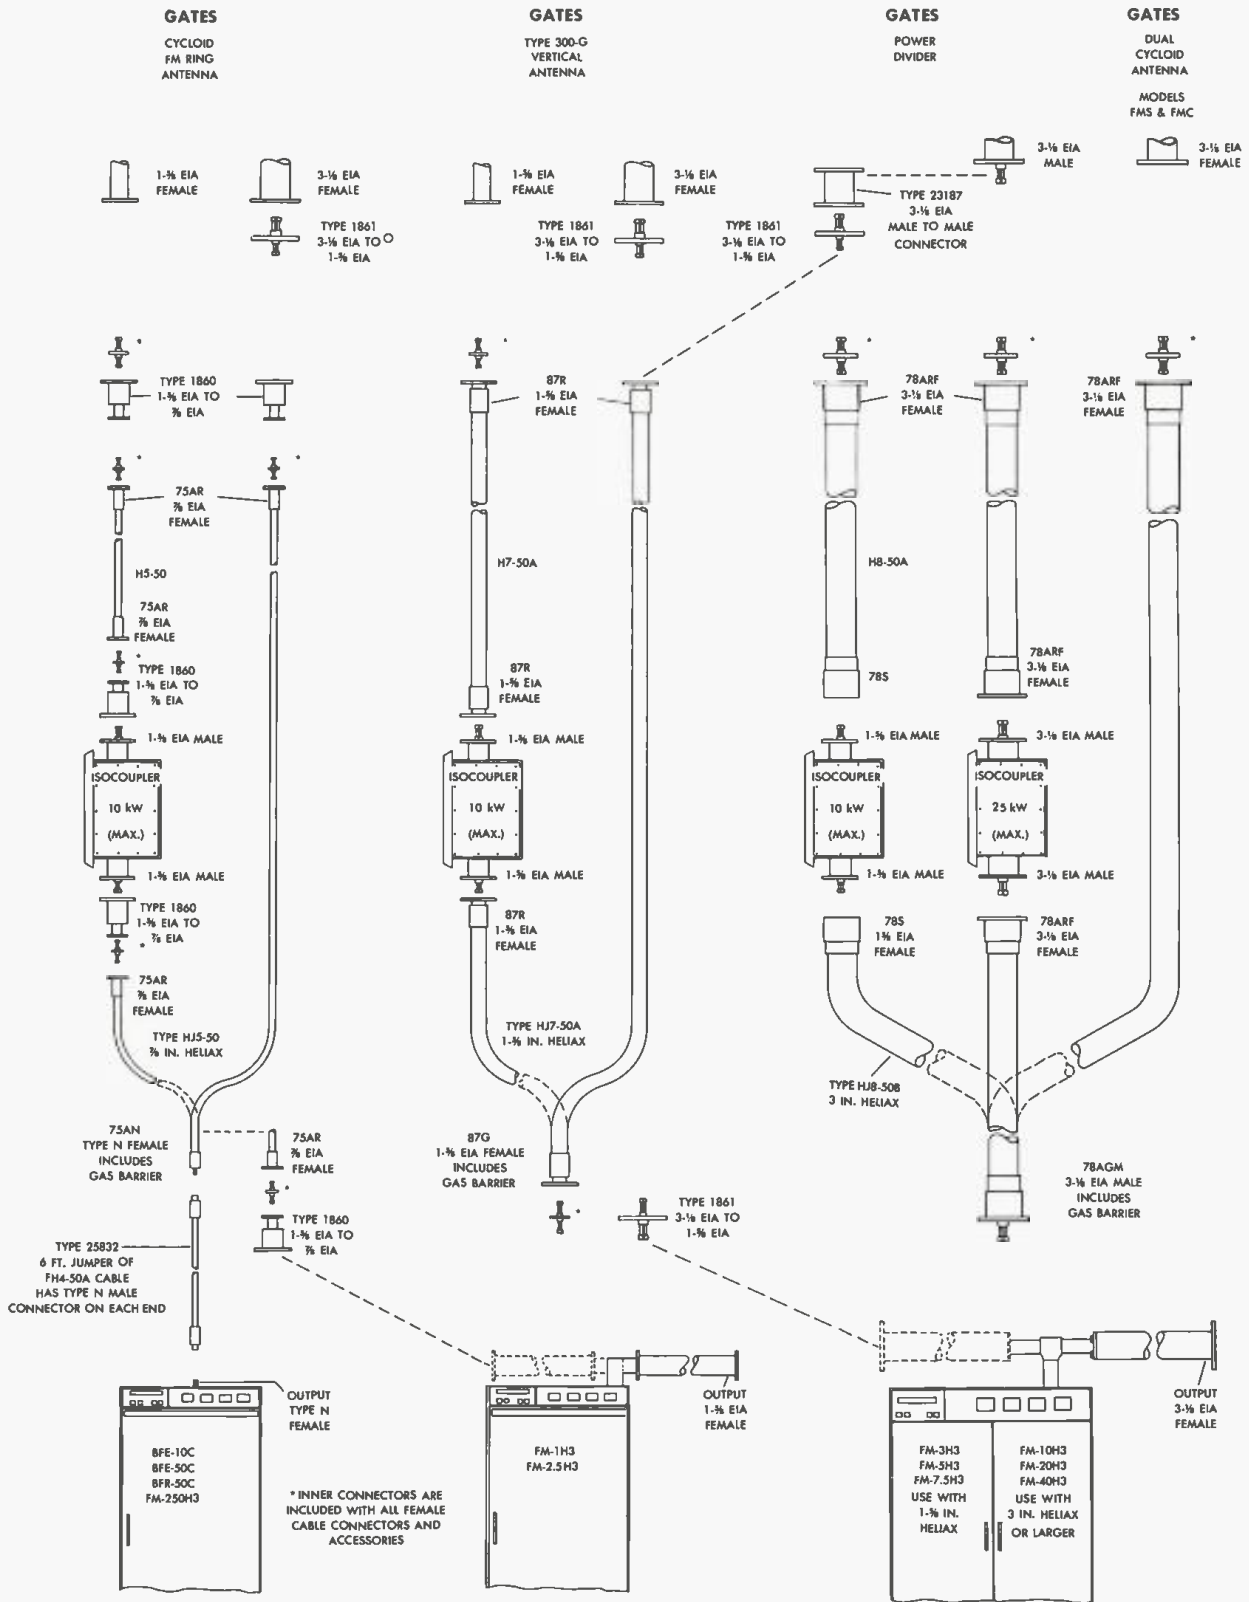 GATES
CYCLOID
FM RING
ANTENNA
GATES
TYPE 300-G
VERTICAL
ANTENNA
GATES
POWER
DIVIDER
GATES
DUAL
CYCLOID
ANTENNA
MODELS
FMS & FMC
1-⅝ EIA
FEMALE
3-⅛ EIA
FEMALE
1-⅝ EIA
FEMALE
3-⅛ EIA
FEMALE
3-⅛ EIA
MALE
3-⅛ EIA
FEMALE
TYPE 1861
3-⅛ EIA TO
1-⅝ EIA
TYPE 1861
3-⅛ EIA TO
1-⅝ EIA
TYPE 1861
3-⅛ EIA TO
1-⅝ EIA
TYPE 23187
3-⅛ EIA
MALE TO MALE
CONNECTOR
*
*
*
*
*
TYPE 1860
1-⅝ EIA TO
⅞ EIA
87R
1-⅝ EIA
FEMALE
78ARF
3-⅛ EIA
FEMALE
78ARF
3-⅛ EIA
FEMALE
*
*
75AR
⅞ EIA
FEMALE
H5-50
H7-50A
H8-50A
75AR
⅞ EIA
FEMALE
*
TYPE 1860
1-⅝ EIA TO
⅞ EIA
87R
1-⅝ EIA
FEMALE
78S
78ARF
3-⅛ EIA
FEMALE
1-⅝ EIA MALE
1-⅝ EIA MALE
1-⅝ EIA MALE
3-⅛ EIA MALE
ISOCOUPLER
10 kW
(MAX.)
ISOCOUPLER
10 kW
(MAX.)
ISOCOUPLER
10 kW
(MAX.)
ISOCOUPLER
25 kW
(MAX.)
1-⅝ EIA MALE
1-⅝ EIA MALE
1-⅝ EIA MALE
3-⅛ EIA MALE
TYPE 1860
1-⅝ EIA TO
⅞ EIA
*
87R
1-⅝ EIA
FEMALE
78S
1⅝ EIA
FEMALE
78ARF
3-⅛ EIA
FEMALE
75AR
⅞ EIA
FEMALE
TYPE HJ5-50
⅞ IN. HELIAX
TYPE HJ7-50A
1-⅝ IN. HELIAX
TYPE HJ8-50B
3 IN. HELIAX
75AN
TYPE N FEMALE
INCLUDES
GAS BARRIER
75AR
⅞ EIA
FEMALE
87G
1-⅝ EIA FEMALE
INCLUDES
GAS BARRIER
78AGM
3-⅛ EIA MALE
INCLUDES
GAS BARRIER
*
TYPE 1860
1-⅝ EIA TO
⅞ EIA
*
TYPE 1861
3-⅛ EIA TO
1-⅝ EIA
TYPE 25832
6 FT. JUMPER OF
FH4-50A CABLE
HAS TYPE N MALE
CONNECTOR ON EACH END
OUTPUT
TYPE N
FEMALE
OUTPUT
1-⅝ EIA
FEMALE
OUTPUT
3-⅛ EIA
FEMALE
BFE-10C
BFE-50C
BFR-50C
FM-250H3
* INNER CONNECTORS ARE
INCLUDED WITH ALL FEMALE
CABLE CONNECTORS AND
ACCESSORIES
FM-1H3
FM-2.5H3
FM-3H3
FM-5H3
FM-7.5H3
USE WITH
1-⅝ IN.
HELIAX
FM-10H3
FM-20H3
FM-40H3
USE WITH
3 IN. HELIAX
OR LARGER